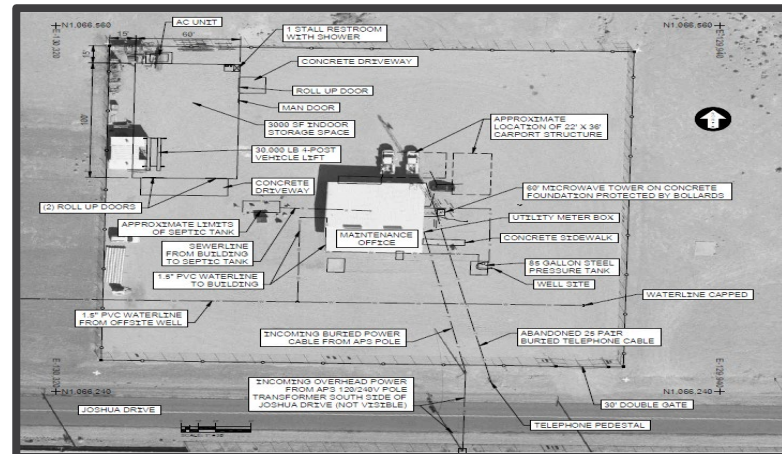 N1.066.560
N1.066.560
15'
60'
AC UNIT
1 STALL RESTROOM
WITH SHOWER
CONCRETE DRIVEWAY
ROLL UP DOOR
MAN DOOR
3000 SF INDOOR
STORAGE SPACE
30,000 LB 4-POST
VEHICLE LIFT
(2) ROLL UP DOORS
CONCRETE
DRIVEWAY
APPROXIMATE
LOCATION OF 22' X 36'
CARPORT STRUCTURE
60' MICROWAVE TOWER ON CONCRETE
FOUNDATION PROTECTED BY BOLLARDS
APPROXIMATE LIMITS
OF SEPTIC TANK
UTILITY METER BOX
MAINTENANCE
OFFICE
CONCRETE SIDEWALK
SEWERLINE
FROM BUILDING
TO SEPTIC TANK
1.5" PVC WATERLINE
TO BUILDING
85 GALLON STEEL
PRESSURE TANK
WELL SITE
WATERLINE CAPPED
1.5" PVC WATERLINE
FROM OFFSITE WELL
INCOMING BURIED POWER
CABLE FROM APS POLE
ABANDONED 25 PAIR
BURIED TELEPHONE CABLE
INCOMING OVERHEAD POWER
FROM APS 120/240V POLE
TRANSFORMER SOUTH SIDE OF
JOSHUA DRIVE (NOT VISIBLE)
N1.066.240
N1.066.240
30' DOUBLE GATE
JOSHUA DRIVE
TELEPHONE PEDESTAL